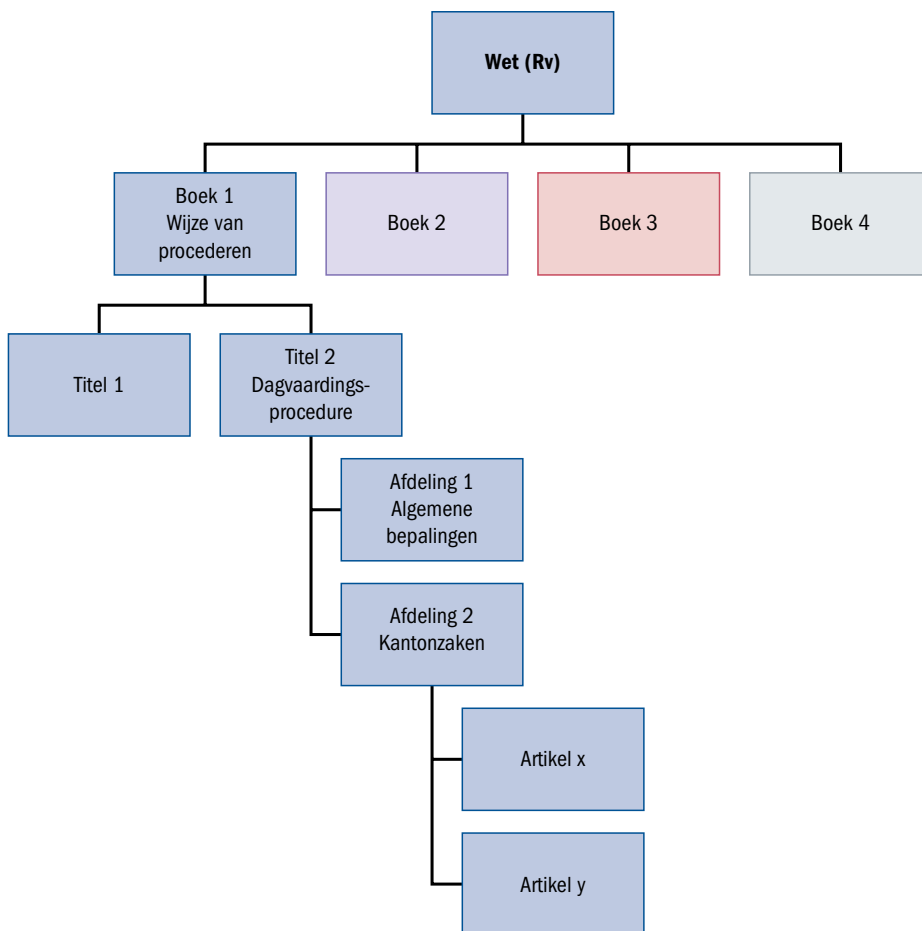 Wet (Rv)
Boek 1
Wijze van
procederen
Boek 2
Boek 3
Boek 4
Titel 1
Titel 2
Dagvaardings-
procedure
Afdeling 1
Algemene
bepalingen
Afdeling 2
Kantonzaken
Artikel x
Artikel y